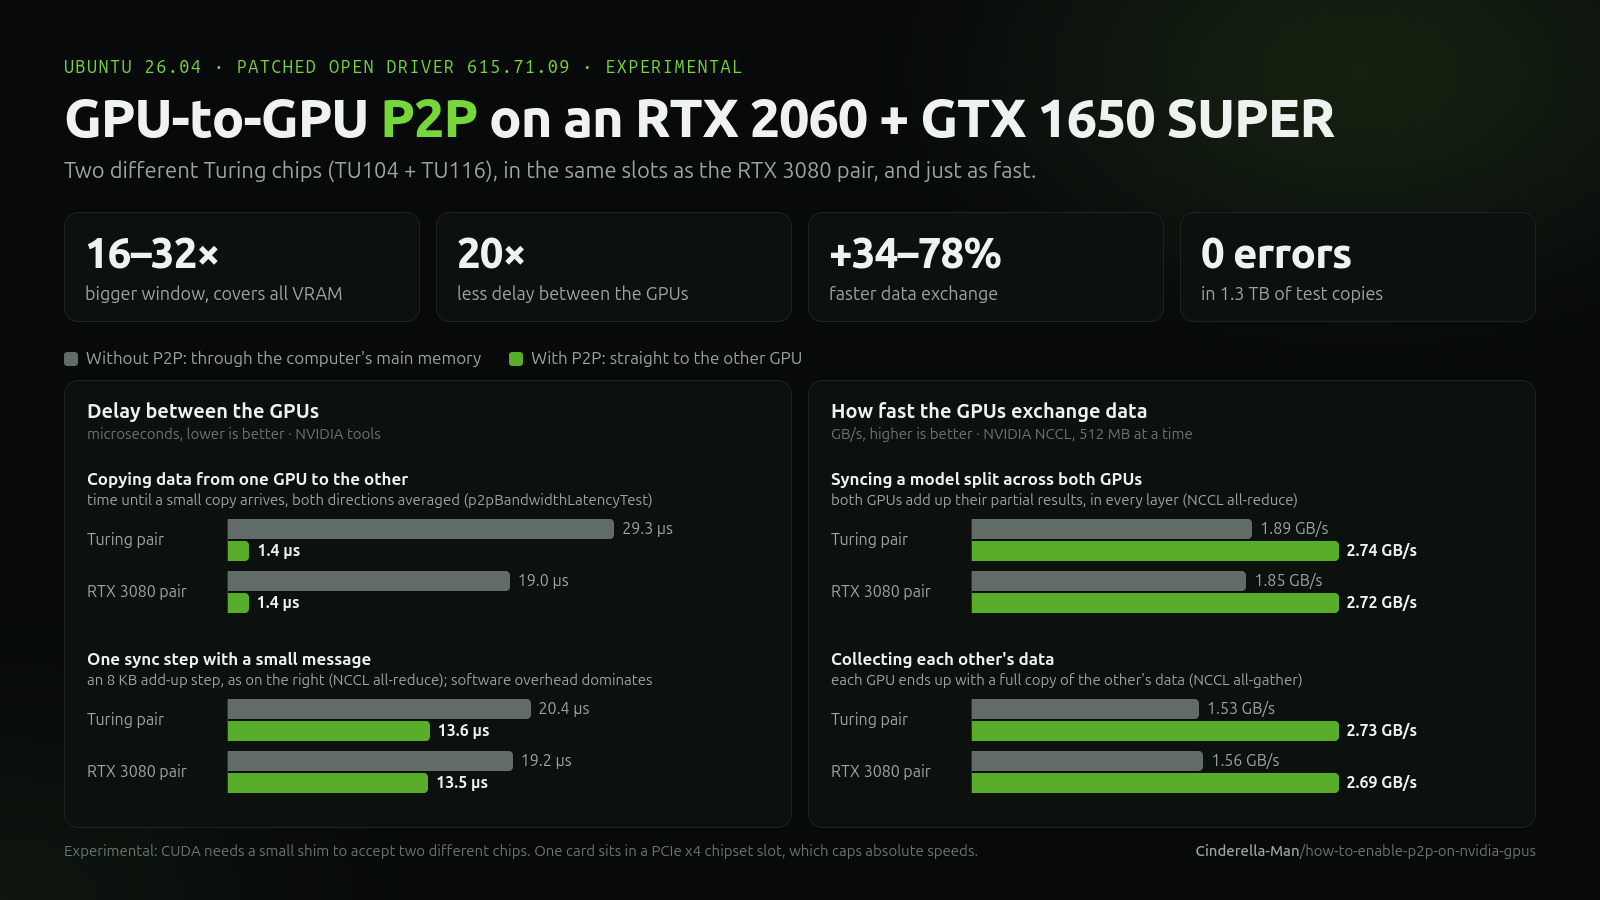 UBUNTU 26.04 · PATCHED OPEN DRIVER 615.71.09 · EXPERIMENTAL
GPU-to-GPU P2P on an RTX 2060 + GTX 1650 SUPER
Two different Turing chips (TU104 + TU116), in the same slots as the RTX 3080 pair, and just as fast.
16–32×
bigger window, covers all VRAM
20×
less delay between the GPUs
+34–78%
faster data exchange
0 errors
in 1.3 TB of test copies
Without P2P: through the computer's main memory
With P2P: straight to the other GPU
Delay between the GPUs
microseconds, lower is better · NVIDIA tools
Copying data from one GPU to the other
time until a small copy arrives, both directions averaged (p2pBandwidthLatencyTest)
Turing pair
29.3 µs
1.4 µs
RTX 3080 pair
19.0 µs
1.4 µs
One sync step with a small message
an 8 KB add-up step, as on the right (NCCL all-reduce); software overhead dominates
Turing pair
20.4 µs
13.6 µs
RTX 3080 pair
19.2 µs
13.5 µs
How fast the GPUs exchange data
GB/s, higher is better · NVIDIA NCCL, 512 MB at a time
Syncing a model split across both GPUs
both GPUs add up their partial results, in every layer (NCCL all-reduce)
Turing pair
1.89 GB/s
2.74 GB/s
RTX 3080 pair
1.85 GB/s
2.72 GB/s
Collecting each other's data
each GPU ends up with a full copy of the other's data (NCCL all-gather)
Turing pair
1.53 GB/s
2.73 GB/s
RTX 3080 pair
1.56 GB/s
2.69 GB/s
Experimental: CUDA needs a small shim to accept two different chips. One card sits in a PCIe x4 chipset slot, which caps absolute speeds.
Cinderella-Man/how-to-enable-p2p-on-nvidia-gpus